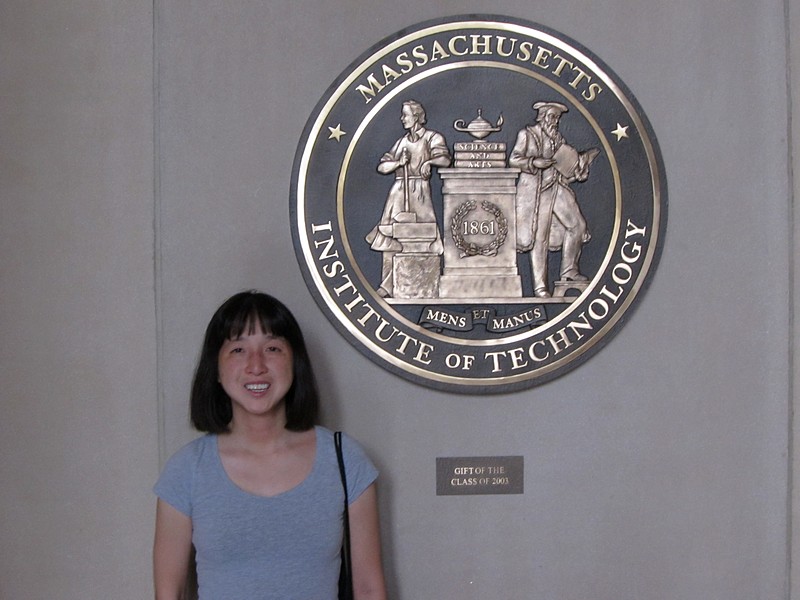 MASSACHUSETTS
SCIENCE
AND
ARTS
1861
MENS ET MANUS
INSTITUTE OF TECHNOLOGY
GIFT OF THE
CLASS OF 2003